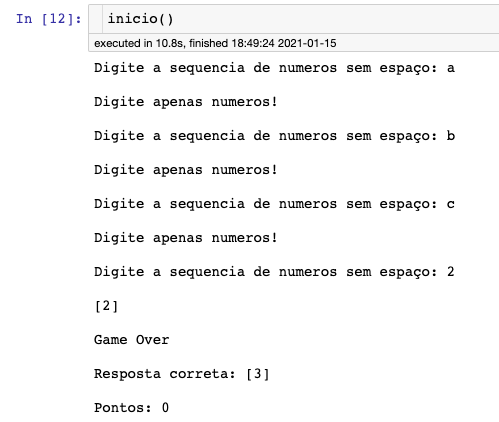 In [12]: inicio()
executed in 10.8s, finished 18:49:24 2021-01-15
Digite a sequencia de numeros sem espaço: a
Digite apenas numeros!
Digite a sequencia de numeros sem espaço: b
Digite apenas numeros!
Digite a sequencia de numeros sem espaço: c
Digite apenas numeros!
Digite a sequencia de numeros sem espaço: 2
[2]
Game Over
Resposta correta: [3]
Pontos: 0